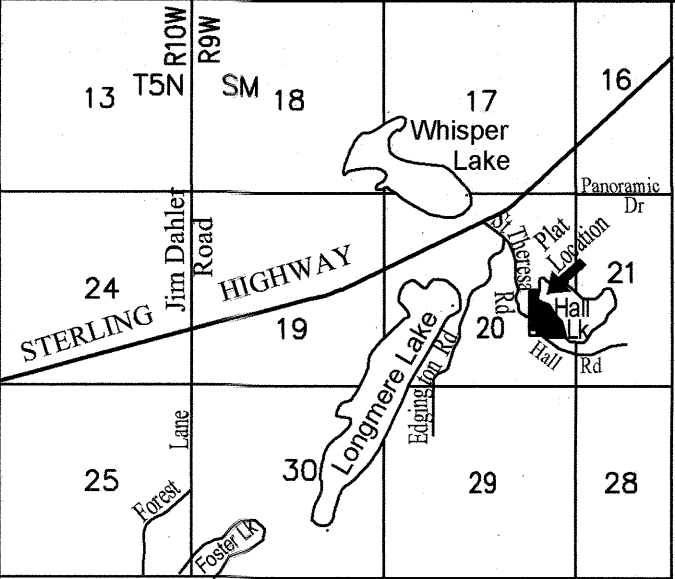 R10W
R9W
T5N SM
13
18
17
16
Whisper
Lake
Panoramic
Dr
Jim Dahler
Road
STERLING HIGHWAY
St Theresa
Rd
Plat
Location
24
19
20
21
Hall
Lk
Hall Rd
Longmere Lake
Edgington Rd
Lane
Forest
25
30
29
28
Foster Lk